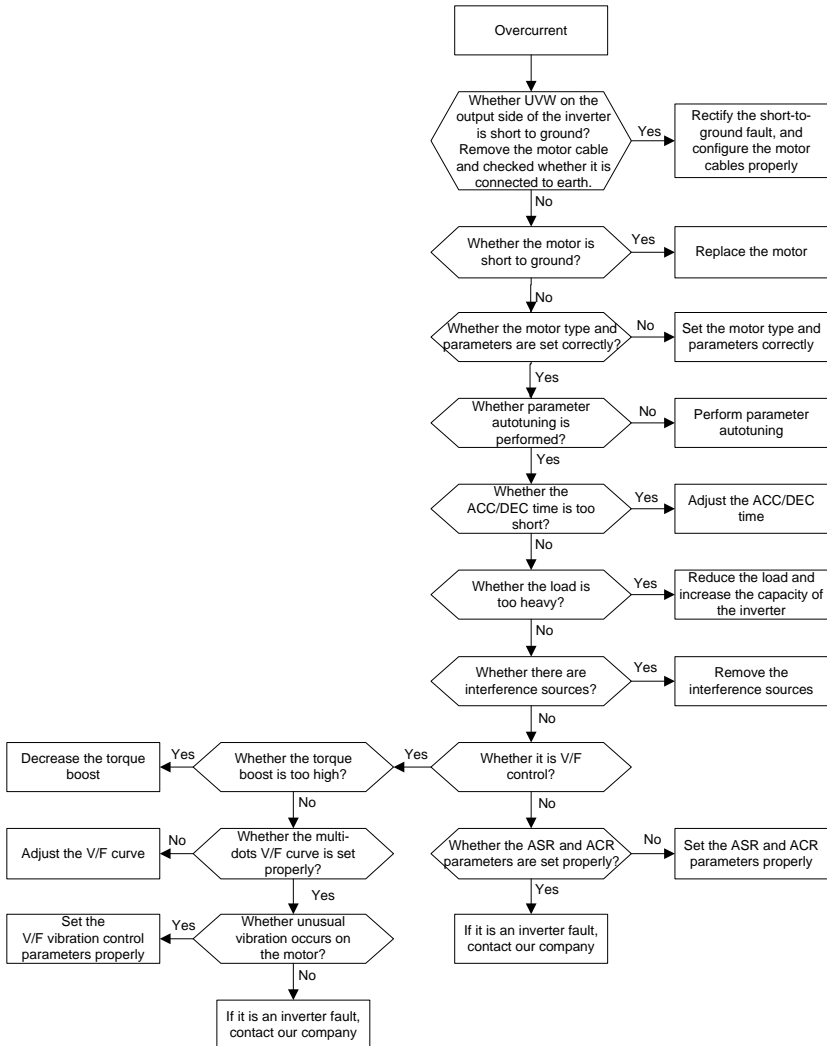 Overcurrent
Whether UVW on the
output side of the inverter
is short to ground?
Remove the motor cable
and checked whether it is
connected to earth.
Yes
Rectify the short-to-
ground fault, and
configure the motor
cables properly
No
Whether the motor is
short to ground?
Yes
Replace the motor
No
Whether the motor type and
parameters are set correctly?
No
Set the motor type and
parameters correctly
Yes
Whether parameter
autotuning is
performed?
No
Perform parameter
autotuning
Yes
Whether the
ACC/DEC time is too
short?
Yes
Adjust the ACC/DEC
time
No
Whether the load is
too heavy?
Yes
Reduce the load and
increase the capacity of
the inverter
No
Whether there are
interference sources?
Yes
Remove the
interference sources
No
Whether it is V/F
control?
Yes
Whether the torque
boost is too high?
Yes
Decrease the torque
boost
No
Whether the multi-
dots V/F curve is set
properly?
No
Adjust the V/F curve
Yes
Whether unusual
vibration occurs on
the motor?
Yes
Set the
V/F vibration control
parameters properly
No
If it is an inverter fault,
contact our company
No
Whether the ASR and ACR
parameters are set properly?
No
Set the ASR and ACR
parameters properly
Yes
If it is an inverter fault,
contact our company